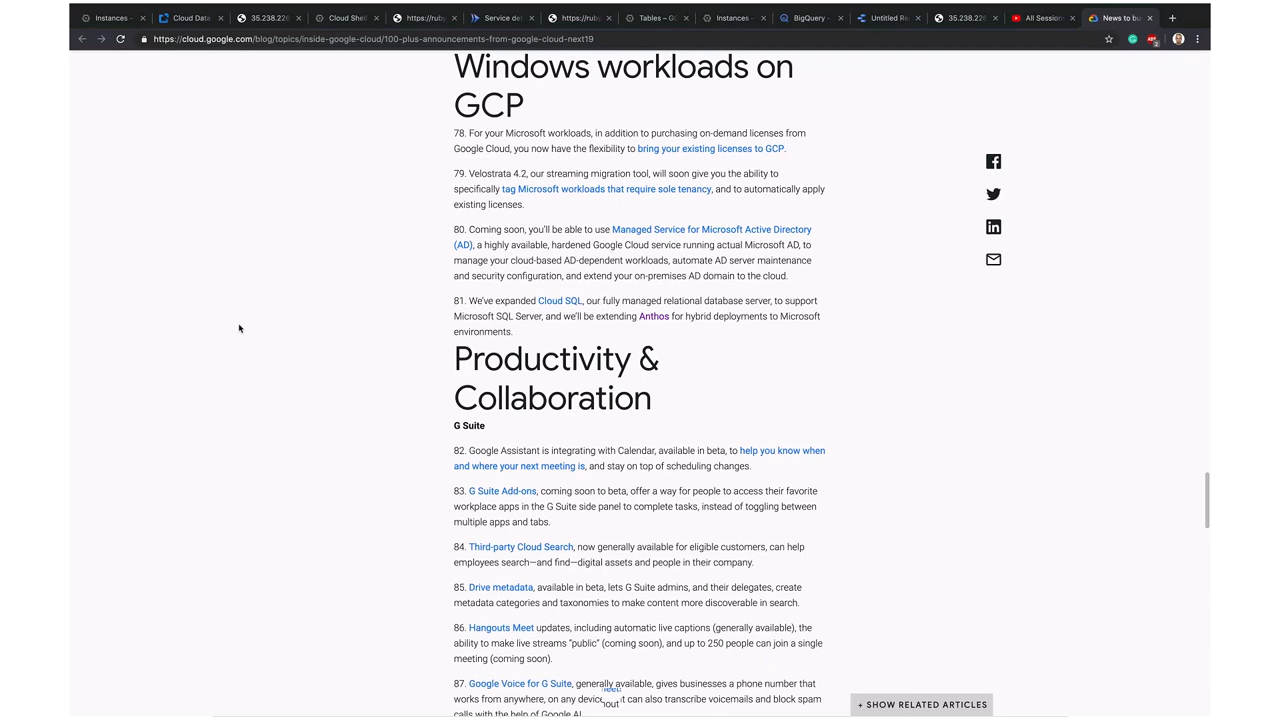 Instances -
Cloud Data
35.238.226
Cloud Shell
https://ruby
Service de
https://ruby
Tables – GC
Instances -
BigQuery -
Untitled Re
35.238.226
All Session
News to bu
https://cloud.google.com/blog/topics/inside-google-cloud/100-plus-announcements-from-google-cloud-next19
Windows workloads on
GCP
78. For your Microsoft workloads, in addition to purchasing on-demand licenses from
Google Cloud, you now have the flexibility to bring your existing licenses to GCP.
79. Velostrata 4.2, our streaming migration tool, will soon give you the ability to
specifically tag Microsoft workloads that require sole tenancy, and to automatically apply
existing licenses.
80. Coming soon, you'll be able to use Managed Service for Microsoft Active Directory
(AD), a highly available, hardened Google Cloud service running actual Microsoft AD, to
manage your cloud-based AD-dependent workloads, automate AD server maintenance
and security configuration, and extend your on-premises AD domain to the cloud.
81. We've expanded Cloud SQL, our fully managed relational database server, to support
Microsoft SQL Server, and we'll be extending Anthos for hybrid deployments to Microsoft
environments.
Productivity &
Collaboration
G Suite
82. Google Assistant is integrating with Calendar, available in beta, to help you know when
and where your next meeting is, and stay on top of scheduling changes.
83. G Suite Add-ons, coming soon to beta, offer a way for people to access their favorite
workplace apps in the G Suite side panel to complete tasks, instead of toggling between
multiple apps and tabs.
84. Third-party Cloud Search, now generally available for eligible customers, can help
employees search—and find—digital assets and people in their company.
85. Drive metadata, available in beta, lets G Suite admins, and their delegates, create
metadata categories and taxonomies to make content more discoverable in search.
86. Hangouts Meet updates, including automatic live captions (generally available), the
ability to make live streams "public" (coming soon), and up to 250 people can join a single
meeting (coming soon).
87. Google Voice for G Suite, generally available, gives businesses a phone number that
works from anywhere, on any device. It can also transcribe voicemails and block spam
calls with the help of Google AI.
+ SHOW RELATED ARTICLES